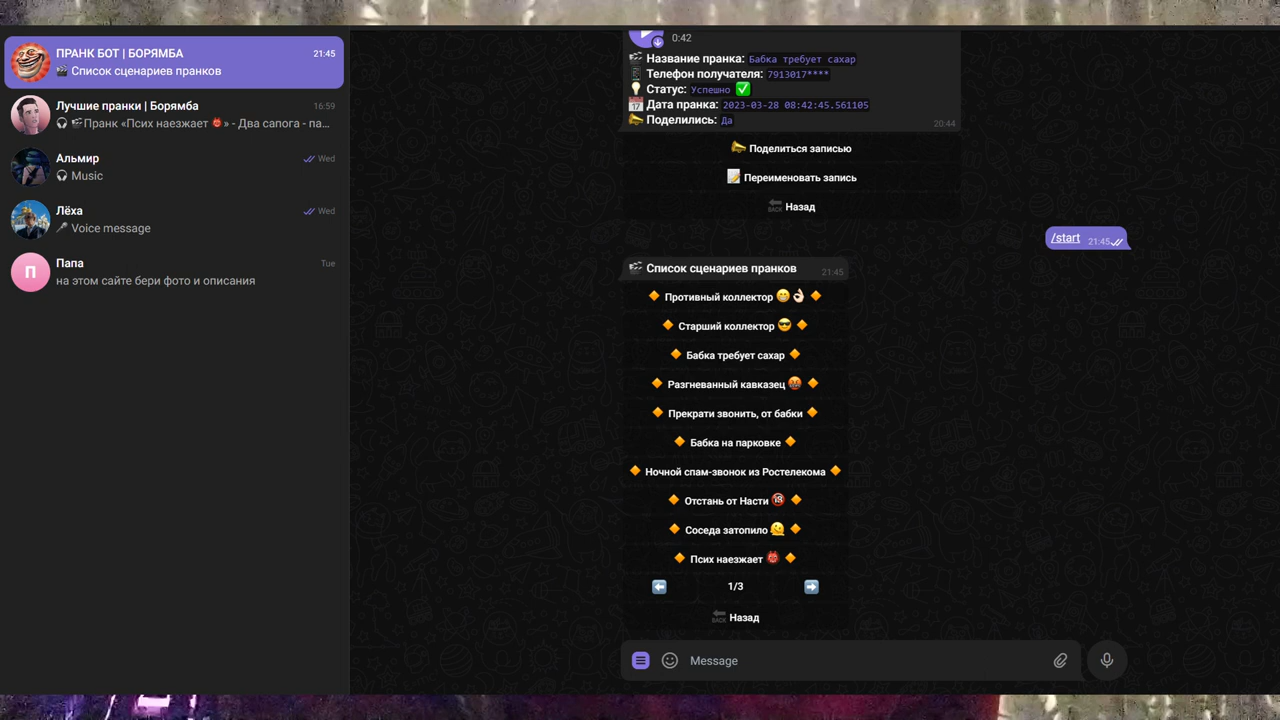 ПРАНК БОТ | БОРЯМБА
21:45
🎬 Список сценариев пранков
Лучшие пранки | Борямба
16:59
🎧 🎬Пранк «Псих наезжает 👹» - Два сапога - па...
Альмир
Wed
🎧 Music
Лёха
Wed
🎤 Voice message
Папа
Tue
на этом сайте бери фото и описания
П
0:42
🎬 Название пранка: Бабка требует сахар
📱 Телефон получателя: 7913017****
💡 Статус: Успешно ✅
📅 Дата пранка: 2023-03-28 08:42:45.561105
📣 Поделились: Да
20:44
📣 Поделиться записью
📝 Переименовать запись
🔙 Назад
/start 21:45
🎬 Список сценариев пранков 21:45
🔸 Противный коллектор 😁👌🏻 🔸
🔸 Старший коллектор 😎 🔸
🔸 Бабка требует сахар 🔸
🔸 Разгневанный кавказец 🤬 🔸
🔸 Прекрати звонить, от бабки 🔸
🔸 Бабка на парковке 🔸
🔸 Ночной спам-звонок из Ростелекома 🔸
🔸 Отстань от Насти 🔞 🔸
🔸 Соседа затопило 🫠 🔸
🔸 Псих наезжает 👹 🔸
⬅️ 1/3 ➡️
🔙 Назад
Message